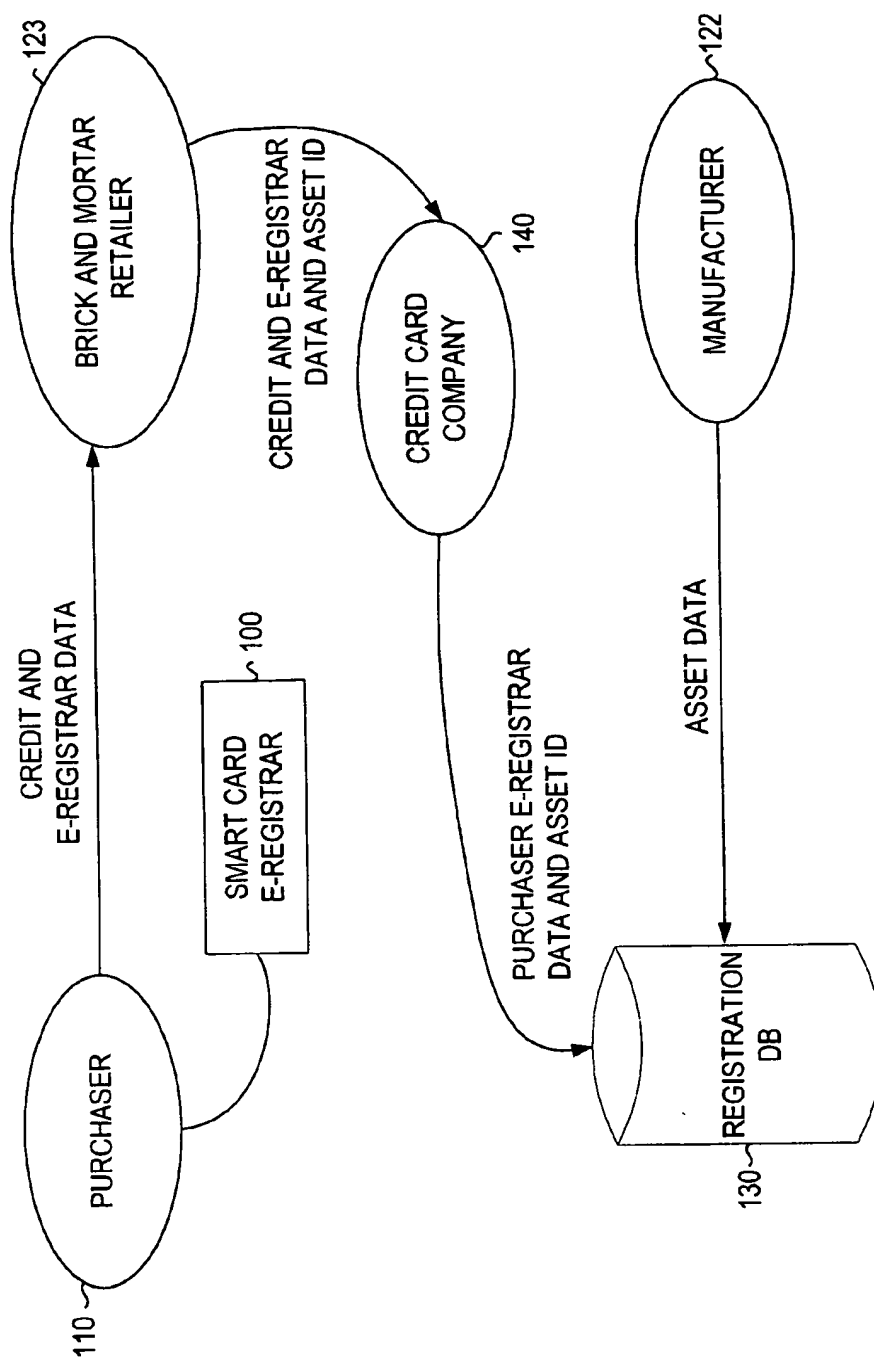 110
PURCHASER
CREDIT AND
E-REGISTRAR DATA
BRICK AND MORTAR
RETAILER
123
SMART CARD
E-REGISTRAR
100
CREDIT AND E-REGISTRAR
DATA AND ASSET ID
CREDIT CARD
COMPANY
140
PURCHASER E-REGISTRAR
DATA AND ASSET ID
REGISTRATION
DB
130
ASSET DATA
MANUFACTURER
122